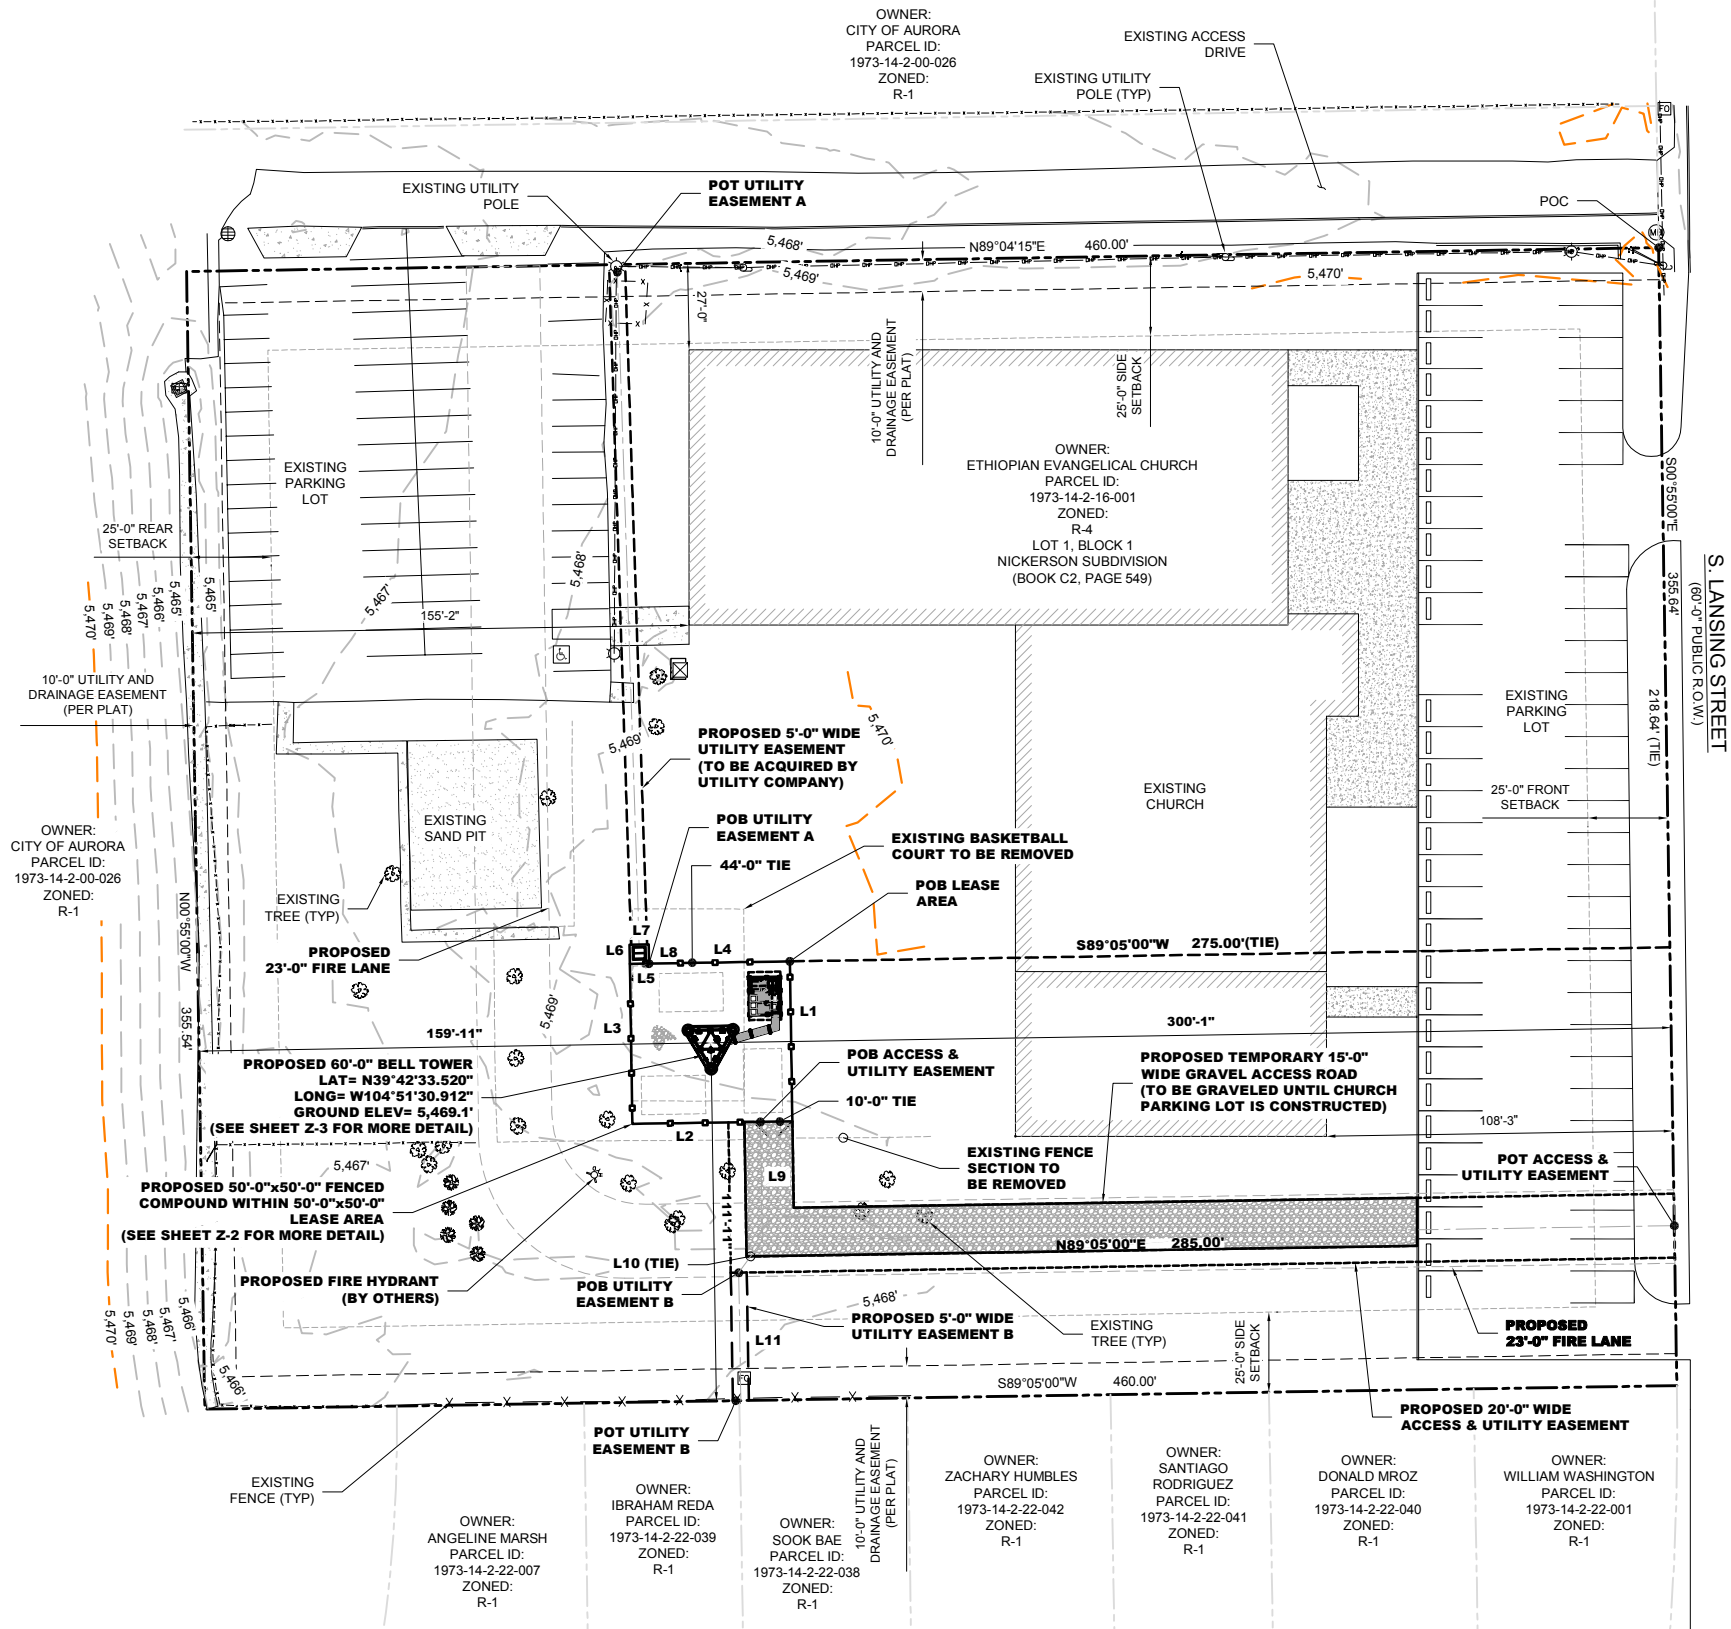 OWNER:
CITY OF AURORA
PARCEL ID:
1973-14-2-00-026
ZONED:
R-1
EXISTING ACCESS
DRIVE
EXISTING UTILITY
POLE (TYP)
FO
EXISTING UTILITY
POLE
POT UTILITY
EASEMENT A
POC
5,468'
N89°04'15"E 460.00'
5,469'
5,470'
27'-0"
10'-0" UTILITY AND
DRAINAGE EASEMENT
(PER PLAT)
25'-0" SIDE
SETBACK
OWNER:
ETHIOPIAN EVANGELICAL CHURCH
PARCEL ID:
1973-14-2-16-001
ZONED:
R-4
LOT 1, BLOCK 1
NICKERSON SUBDIVISION
(BOOK C2, PAGE 549)
EXISTING
PARKING
LOT
25'-0" REAR
SETBACK
S00°55'00"E
355.64'
S. LANSING STREET
(60'-0" PUBLIC R.O.W.)
5,470'
5,469'
5,468'
5,467'
5,466'
5,465'
5,465'
5,467'
5,468'
155'-2"
10'-0" UTILITY AND
DRAINAGE EASEMENT
(PER PLAT)
218.64' (TIE)
EXISTING
PARKING
LOT
5,469'
5,470'
PROPOSED 5'-0" WIDE
UTILITY EASEMENT
(TO BE ACQUIRED BY
UTILITY COMPANY)
EXISTING
CHURCH
25'-0" FRONT
SETBACK
EXISTING
SAND PIT
POB UTILITY
EASEMENT A
EXISTING BASKETBALL
COURT TO BE REMOVED
44'-0" TIE
OWNER:
CITY OF AURORA
PARCEL ID:
1973-14-2-00-026
ZONED:
R-1
EXISTING
TREE (TYP)
POB LEASE
AREA
N00°55'00"W
355.54'
PROPOSED
23'-0" FIRE LANE
L7
L6
L8
L4
L5
S89°05'00"W 275.00'(TIE)
L1
L3
5,469'
159'-11"
300'-1"
PROPOSED 60'-0" BELL TOWER
LAT= N39°42'33.520"
LONG= W104°51'30.912"
GROUND ELEV= 5,469.1'
(SEE SHEET Z-3 FOR MORE DETAIL)
POB ACCESS &
UTILITY EASEMENT
10'-0" TIE
PROPOSED TEMPORARY 15'-0"
WIDE GRAVEL ACCESS ROAD
(TO BE GRAVELED UNTIL CHURCH
PARKING LOT IS CONSTRUCTED)
L2
108'-3"
5,467'
EXISTING FENCE
SECTION TO
BE REMOVED
L9
POT ACCESS &
UTILITY EASEMENT
PROPOSED 50'-0"x50'-0" FENCED
COMPOUND WITHIN 50'-0"x50'-0"
LEASE AREA
(SEE SHEET Z-2 FOR MORE DETAIL)
111'-11"
N89°05'00"E 285.00'
L10 (TIE)
PROPOSED FIRE HYDRANT
(BY OTHERS)
POB UTILITY
EASEMENT B
5,468'
PROPOSED 5'-0" WIDE
UTILITY EASEMENT B
EXISTING
TREE (TYP)
25'-0" SIDE
SETBACK
PROPOSED
23'-0" FIRE LANE
L11
5,470'
5,469'
5,468'
5,467'
5,466'
5,466'
FO
S89°05'00"W 460.00'
PROPOSED 20'-0" WIDE
ACCESS & UTILITY EASEMENT
POT UTILITY
EASEMENT B
EXISTING
FENCE (TYP)
10'-0" UTILITY AND
DRAINAGE EASEMENT
(PER PLAT)
OWNER:
ANGELINE MARSH
PARCEL ID:
1973-14-2-22-007
ZONED:
R-1
OWNER:
IBRAHAM REDA
PARCEL ID:
1973-14-2-22-039
ZONED:
R-1
OWNER:
SOOK BAE
PARCEL ID:
1973-14-2-22-038
ZONED:
R-1
OWNER:
ZACHARY HUMBLES
PARCEL ID:
1973-14-2-22-042
ZONED:
R-1
OWNER:
SANTIAGO
RODRIGUEZ
PARCEL ID:
1973-14-2-22-041
ZONED:
R-1
OWNER:
DONALD MROZ
PARCEL ID:
1973-14-2-22-040
ZONED:
R-1
OWNER:
WILLIAM WASHINGTON
PARCEL ID:
1973-14-2-22-001
ZONED:
R-1